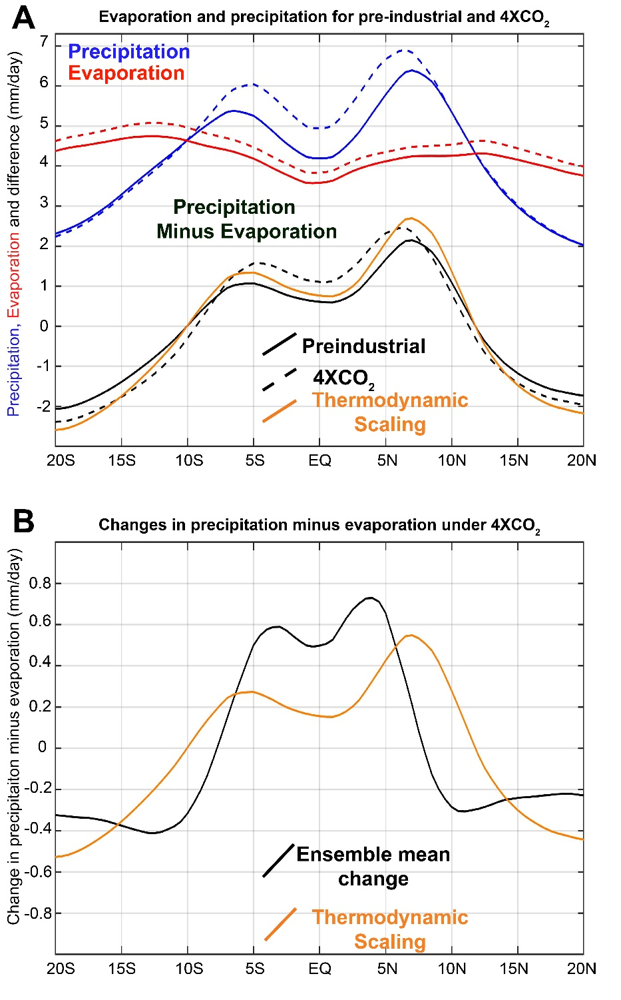 A
Evaporation and precipitation for pre-industrial and 4XCO2
Precipitation, Evaporation and difference (mm/day)
7
6
5
4
3
2
1
0
-1
-2
Precipitation
Evaporation
Precipitation
Minus Evaporation
Preindustrial
4XCO2
Thermodynamic
Scaling
20S 15S 10S 5S EQ 5N 10N 15N 20N
B
Changes in precipitation minus evaporation under 4XCO2
Change in precipitaiton minus evaporation (mm/day)
0.8
0.6
0.4
0.2
0
-0.2
-0.4
-0.6
-0.8
Ensemble mean
change
Thermodynamic
Scaling
20S 15S 10S 5S EQ 5N 10N 15N 20N